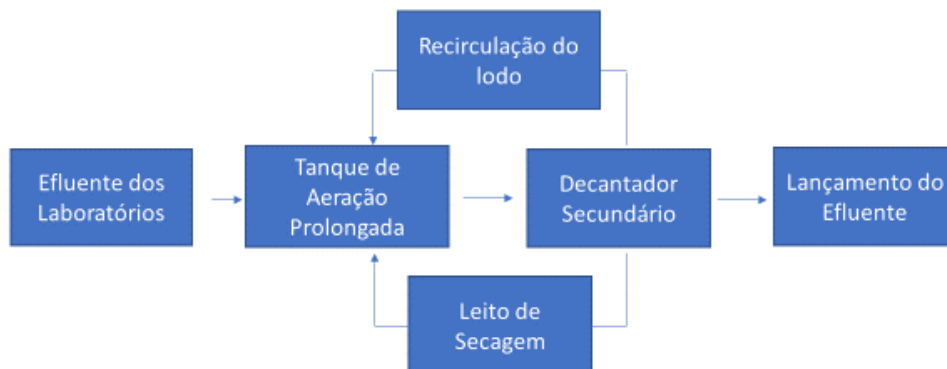 Recirculação do
lodo
Efluente dos
Laboratórios
Tanque de
Aeração
Prolongada
Decantador
Secundário
Lançamento do
Efluente
Leito de
Secagem